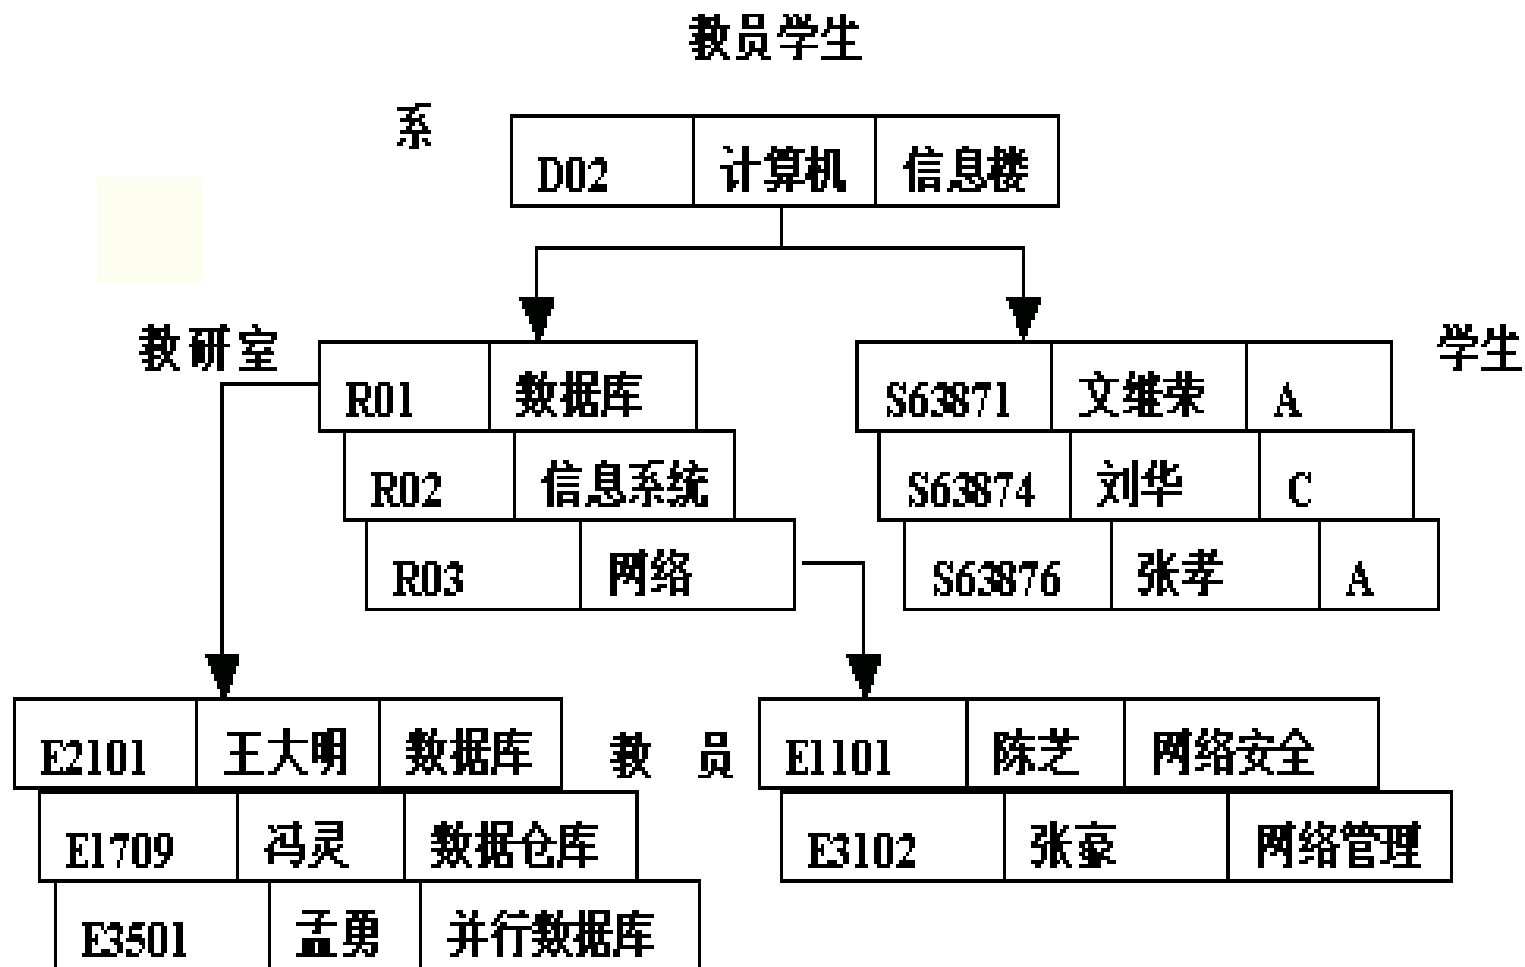 教员学生
系
D02 计算机 信息楼
教研室
R01 数据库
R02 信息系统
R03 网络
学生
S63871 文继荣 A
S63874 刘华 C
S63876 张孝 A
教 员
E2101 王大明 数据库
E1709 冯灵 数据仓库
E3501 孟勇 并行数据库
E1101 陈芝 网络安全
E3102 张豪 网络管理